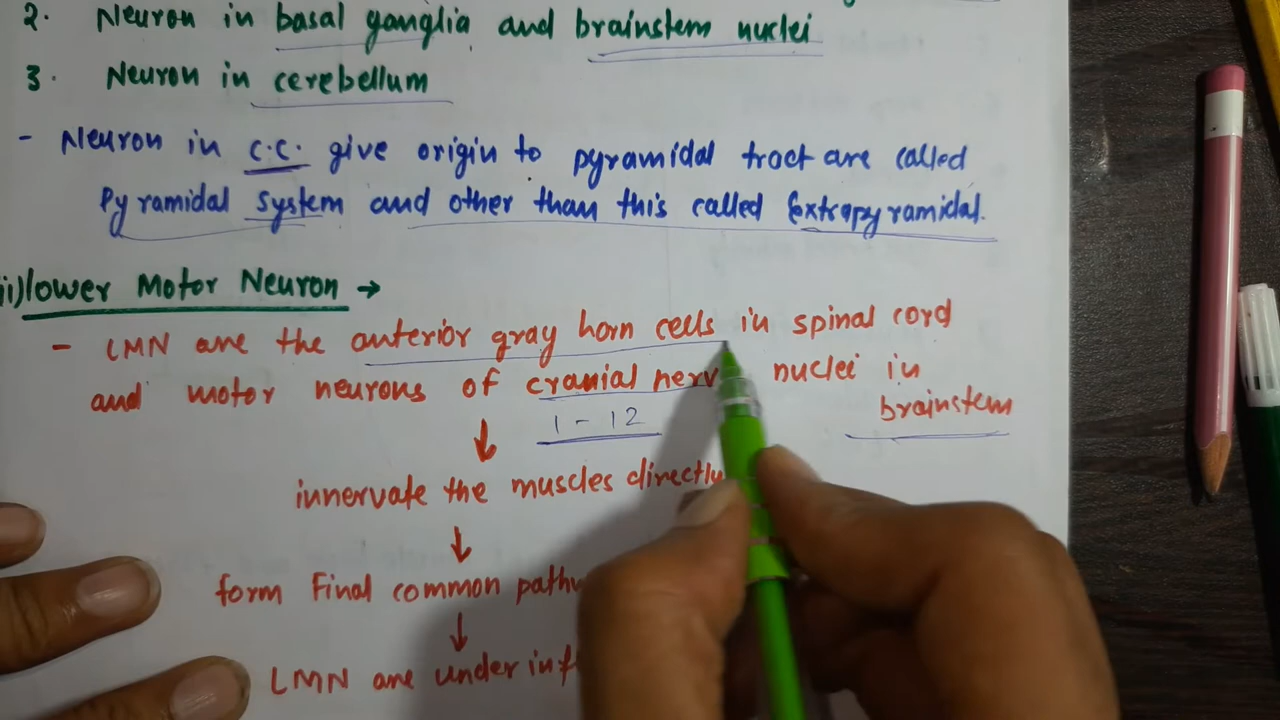 2. Neuron in basal ganglia and brainstem nuclei
3. Neuron in cerebellum
- Neuron in C.C. give origin to pyramidal tract are called
Pyramidal System and other than this called Extrapyramidal.
ii) lower Motor Neuron →
- LMN are the anterior gray horn cells in spinal cord
and motor neurons of cranial nerv nuclei in
brainstem
1 - 12
↓
innervate the muscles directly
↓
form Final common
↓
LMN are under